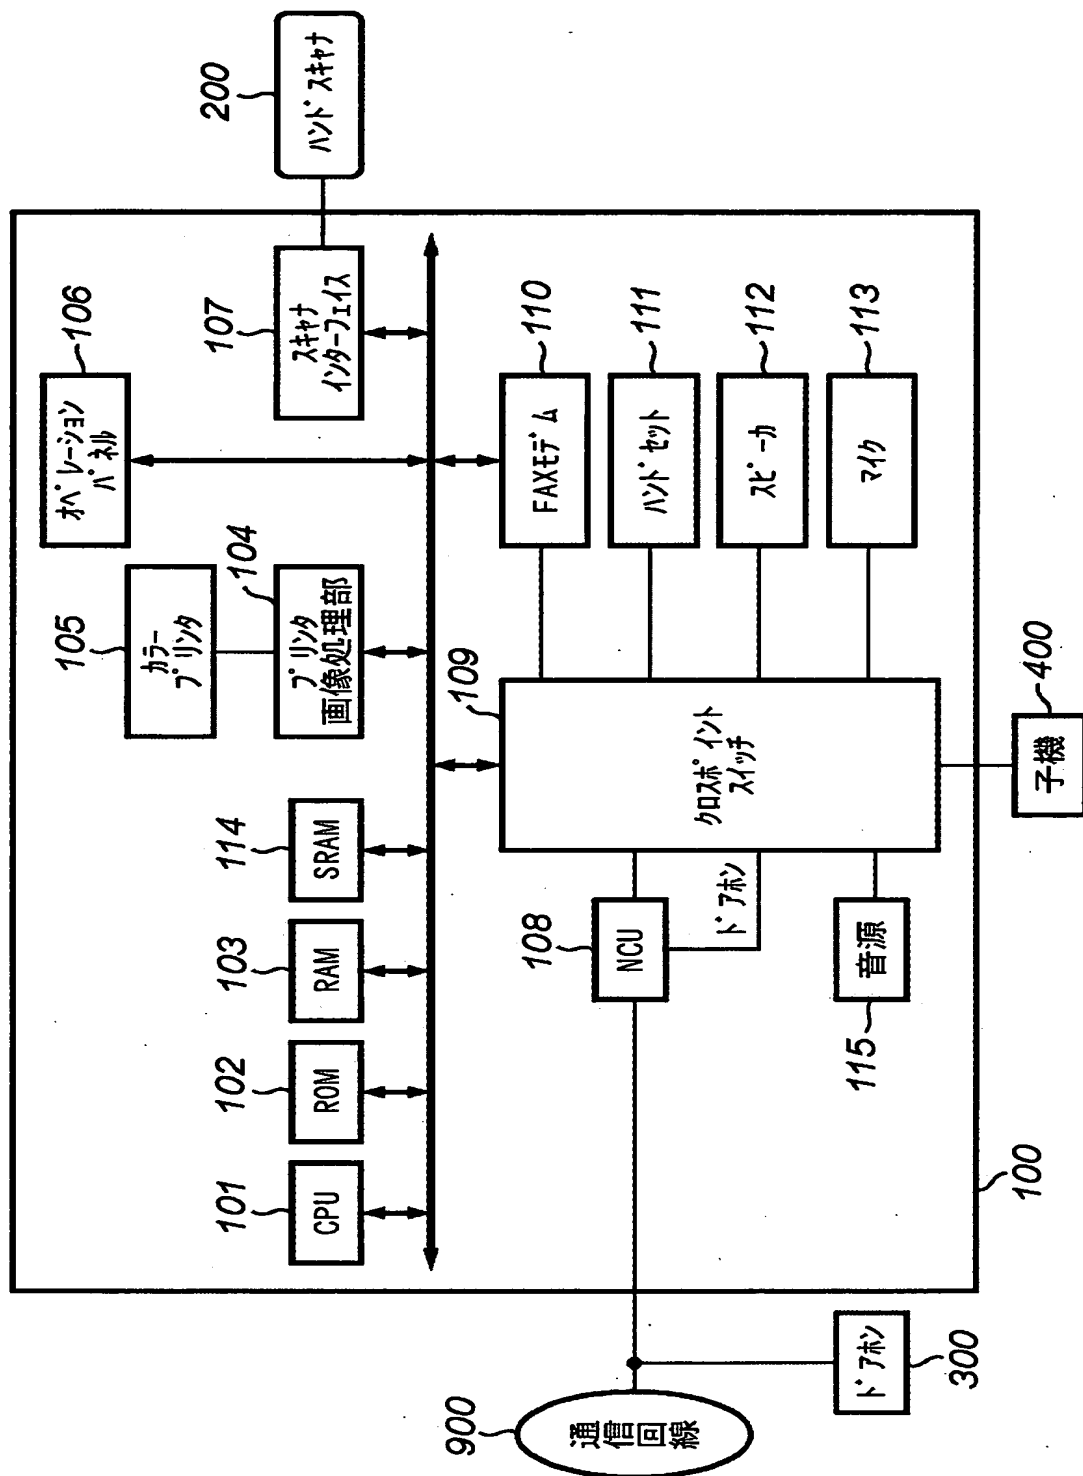 105
カラー
プリンタ
106
オペレーション
パネル
101
CPU
102
ROM
103
RAM
114
SRAM
104
プリンタ
画像処理部
107
スキャナ
インターフェイス
200
ハンドスキャナ
900
通信回線
108
NCU
ドアホン
109
クロスポイント
スイッチ
110
FAXモデム
111
ハンドセット
112
スピーカ
113
マイク
300
ドアホン
115
音源
100
400
子機